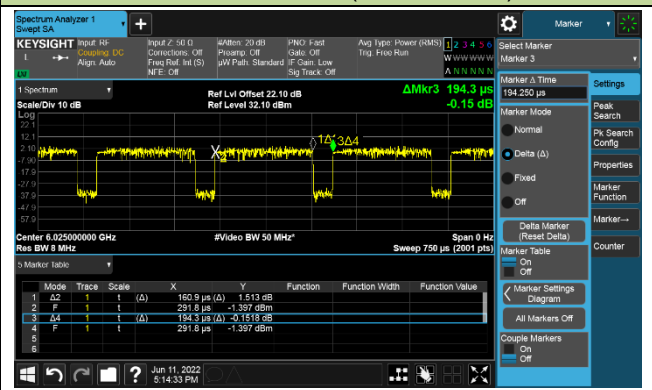 Spectrum Analyzer 1
Swept SA
Marker
KEYSIGHT Input: RF Input Z: 50 Ω #Atten: 20 dB PNO: Fast Avg Type: Power (RMS) 1 2 3 4 5 6
L Coupling: DC Corrections: Off Preamp: Off Gate: Off Trig: Free Run W W W W W W
Align: Auto Freq Ref: Int (S) µW Path: Standard IF Gain: Low
NFE: Off Sig Track: Off A N N N N N
1 Spectrum
Ref Lvl Offset 22.10 dB ΔMkr3 194.3 µs
Scale/Div 10 dB Ref Level 32.10 dBm -0.15 dB
Log
22.1
12.1
2.10
-7.90
-17.9
-27.9
-37.9
-47.9
-57.9
1Δ2 3Δ4
Center 6.025000000 GHz #Video BW 50 MHz* Span 0 Hz
Res BW 8 MHz Sweep 750 µs (2001 pts)
5 Marker Table
Mode Trace Scale X Y Function Function Width Function Value
1 Δ2 1 t (Δ) 160.9 µs (Δ) 1.513 dB
2 F 1 t 291.8 µs -1.397 dBm
3 Δ4 1 t (Δ) 194.3 µs (Δ) -0.1518 dB
4 F 1 t 291.8 µs -1.397 dBm
5
6
Jun 11, 2022
5:14:33 PM
Select Marker
Marker 3
Marker Δ Time
194.250 µs
Marker Mode
Normal
Delta (Δ)
Fixed
Off
Delta Marker
(Reset Delta)
Marker Table
On
Off
Marker Settings
Diagram
All Markers Off
Couple Markers
On
Off
Settings
Peak
Search
Pk Search
Config
Properties
Marker
Function
Marker→
Counter